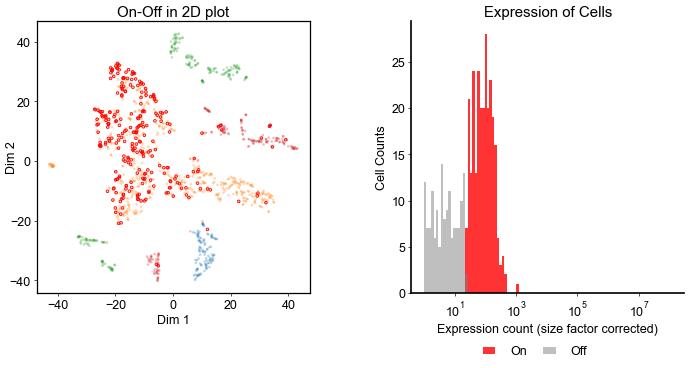 On-Off in 2D plot
40
20
0
−20
−40
Dim 2
−40 −20 0 20 40
Dim 1
Expression of Cells
25
20
15
10
5
0
Cell Counts
10^1 10^3 10^5 10^7
Expression count (size factor corrected)
On Off